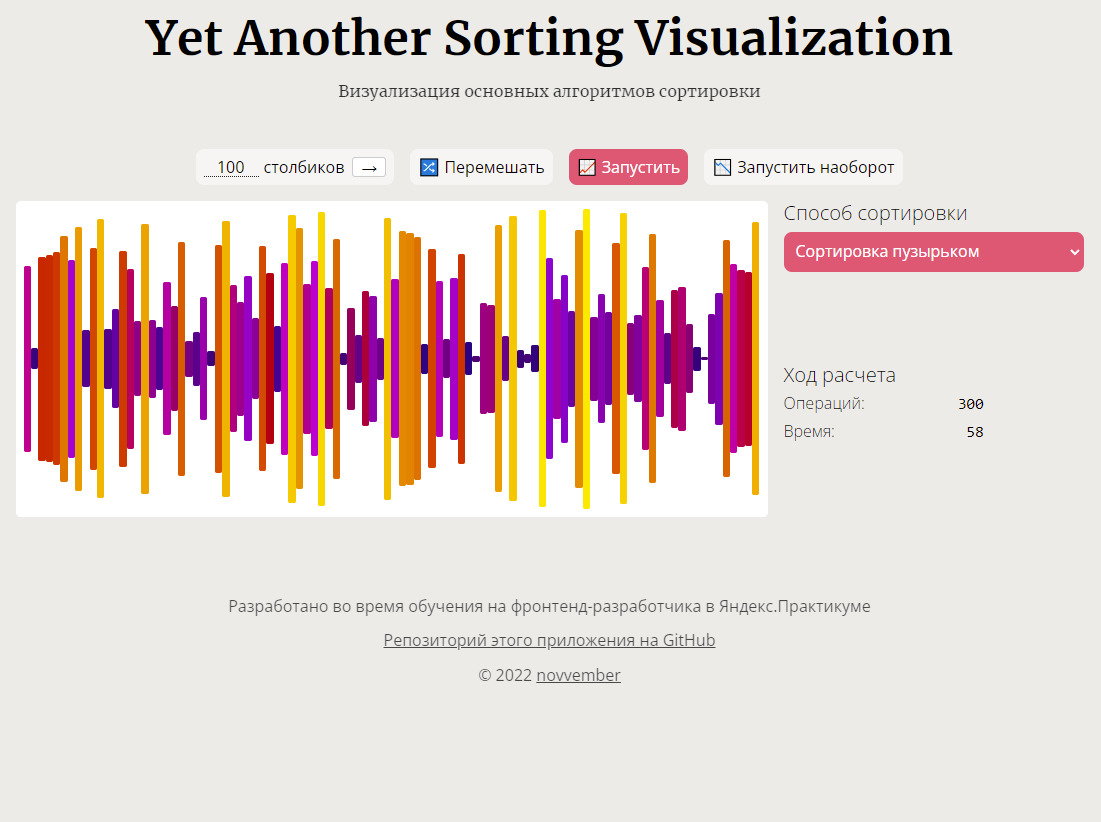 Yet Another Sorting Visualization
Визуализация основных алгоритмов сортировки
100 столбиков → 🔀 Перемешать 📈 Запустить 📉 Запустить наоборот
Способ сортировки
Сортировка пузырьком
Ход расчета
Операций: 300
Время: 58
Разработано во время обучения на фронтенд-разработчика в Яндекс.Практикуме
Репозиторий этого приложения на GitHub
© 2022 novvember